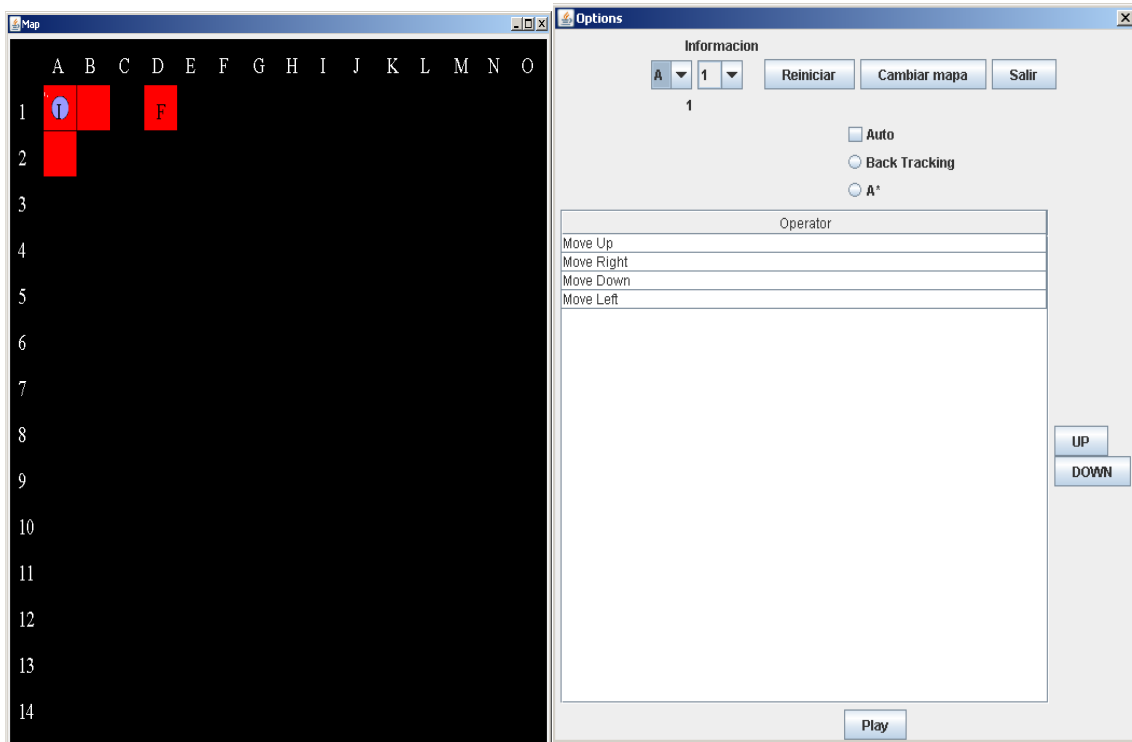 Map
A B C D E F G H I J K L M N O
1 I F
2
3
4
5
6
7
8
9
10
11
12
13
14
Options
Informacion
A 1 Reiniciar Cambiar mapa Salir
1
Auto
Back Tracking
A*
Operator
Move Up
Move Right
Move Down
Move Left
UP
DOWN
Play